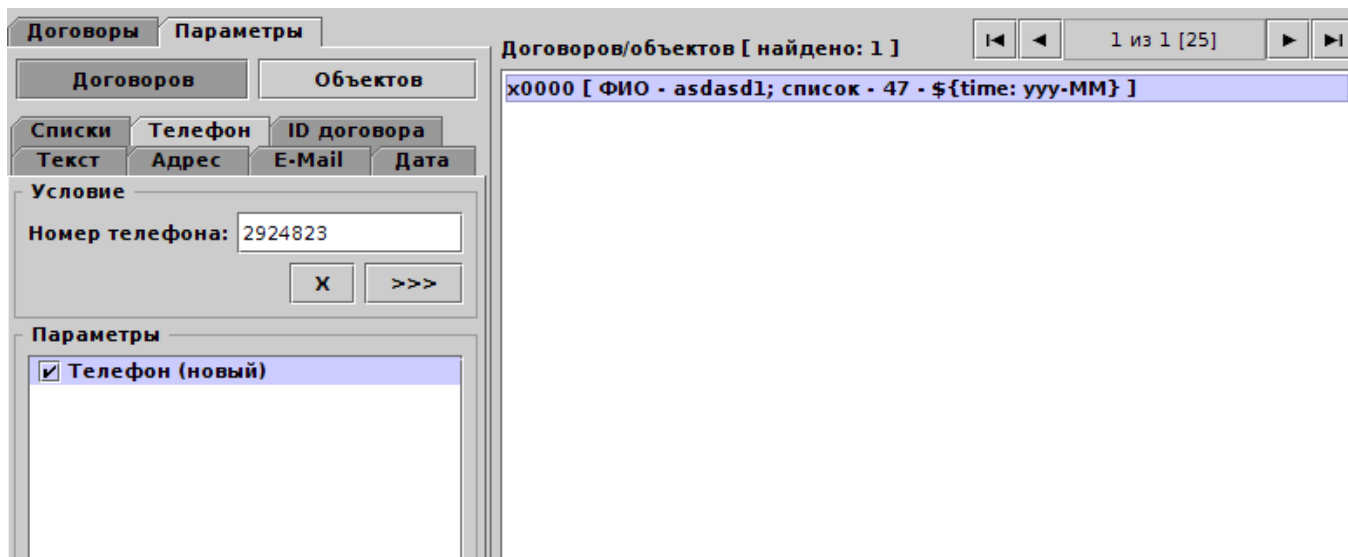 Договоры Параметры
Договоров Объектов
Списки Телефон ID договора
Текст Адрес E-Mail Дата
Условие
Номер телефона: 2924823
X >>>
Параметры
Телефон (новый)
Договоров/объектов [ найдено: 1 ]
1 из 1 [25]
x0000 [ ФИО - asdasd1; список - 47 - ${time: yyy-MM} ]